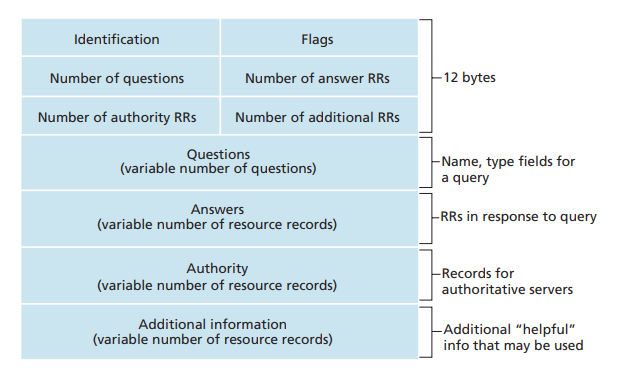 Identification
Flags
12 bytes
Number of questions
Number of answer RRs
Number of authority RRs
Number of additional RRs
Questions
(variable number of questions)
Name, type fields for
a query
Answers
(variable number of resource records)
RRs in response to query
Authority
(variable number of resource records)
Records for
authoritative servers
Additional information
(variable number of resource records)
Additional “helpful”
info that may be used